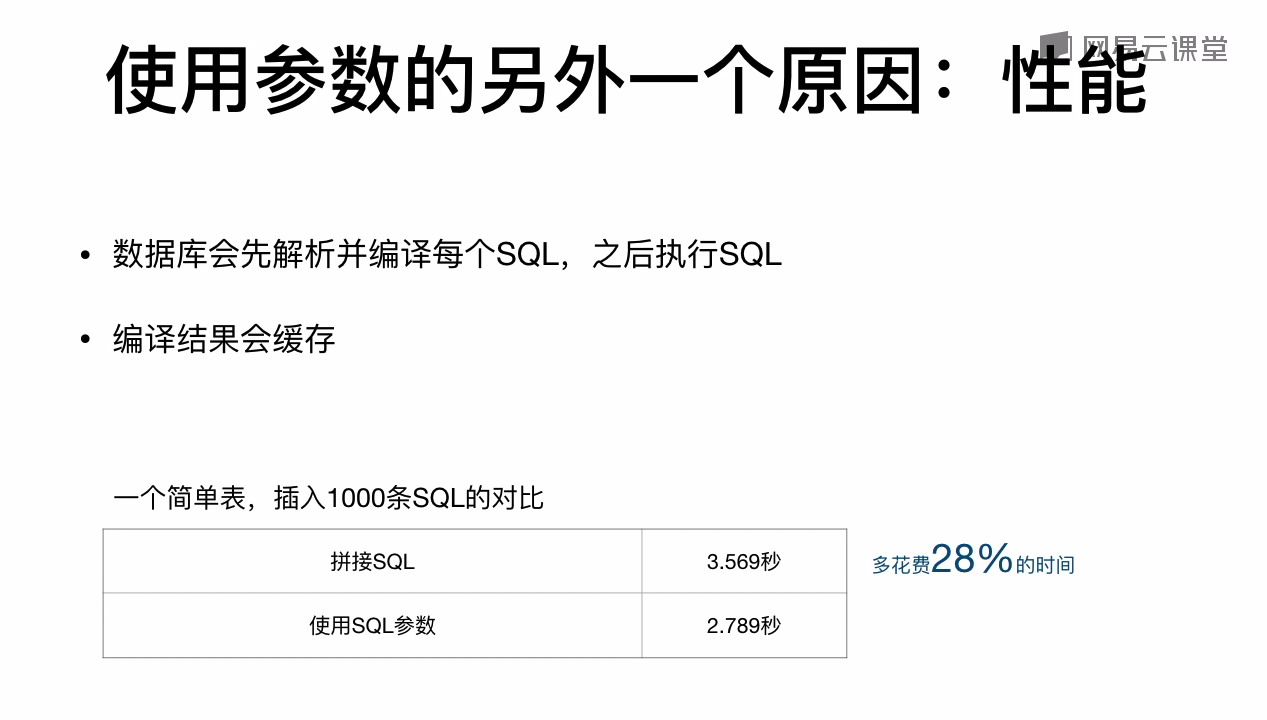 使用参数的另外一个原因：性能
网易云课堂
• 数据库会先解析并编译每个SQL，之后执行SQL
• 编译结果会缓存
一个简单表，插入1000条SQL的对比
拼接SQL 3.569秒 多花费28%的时间
使用SQL参数 2.789秒